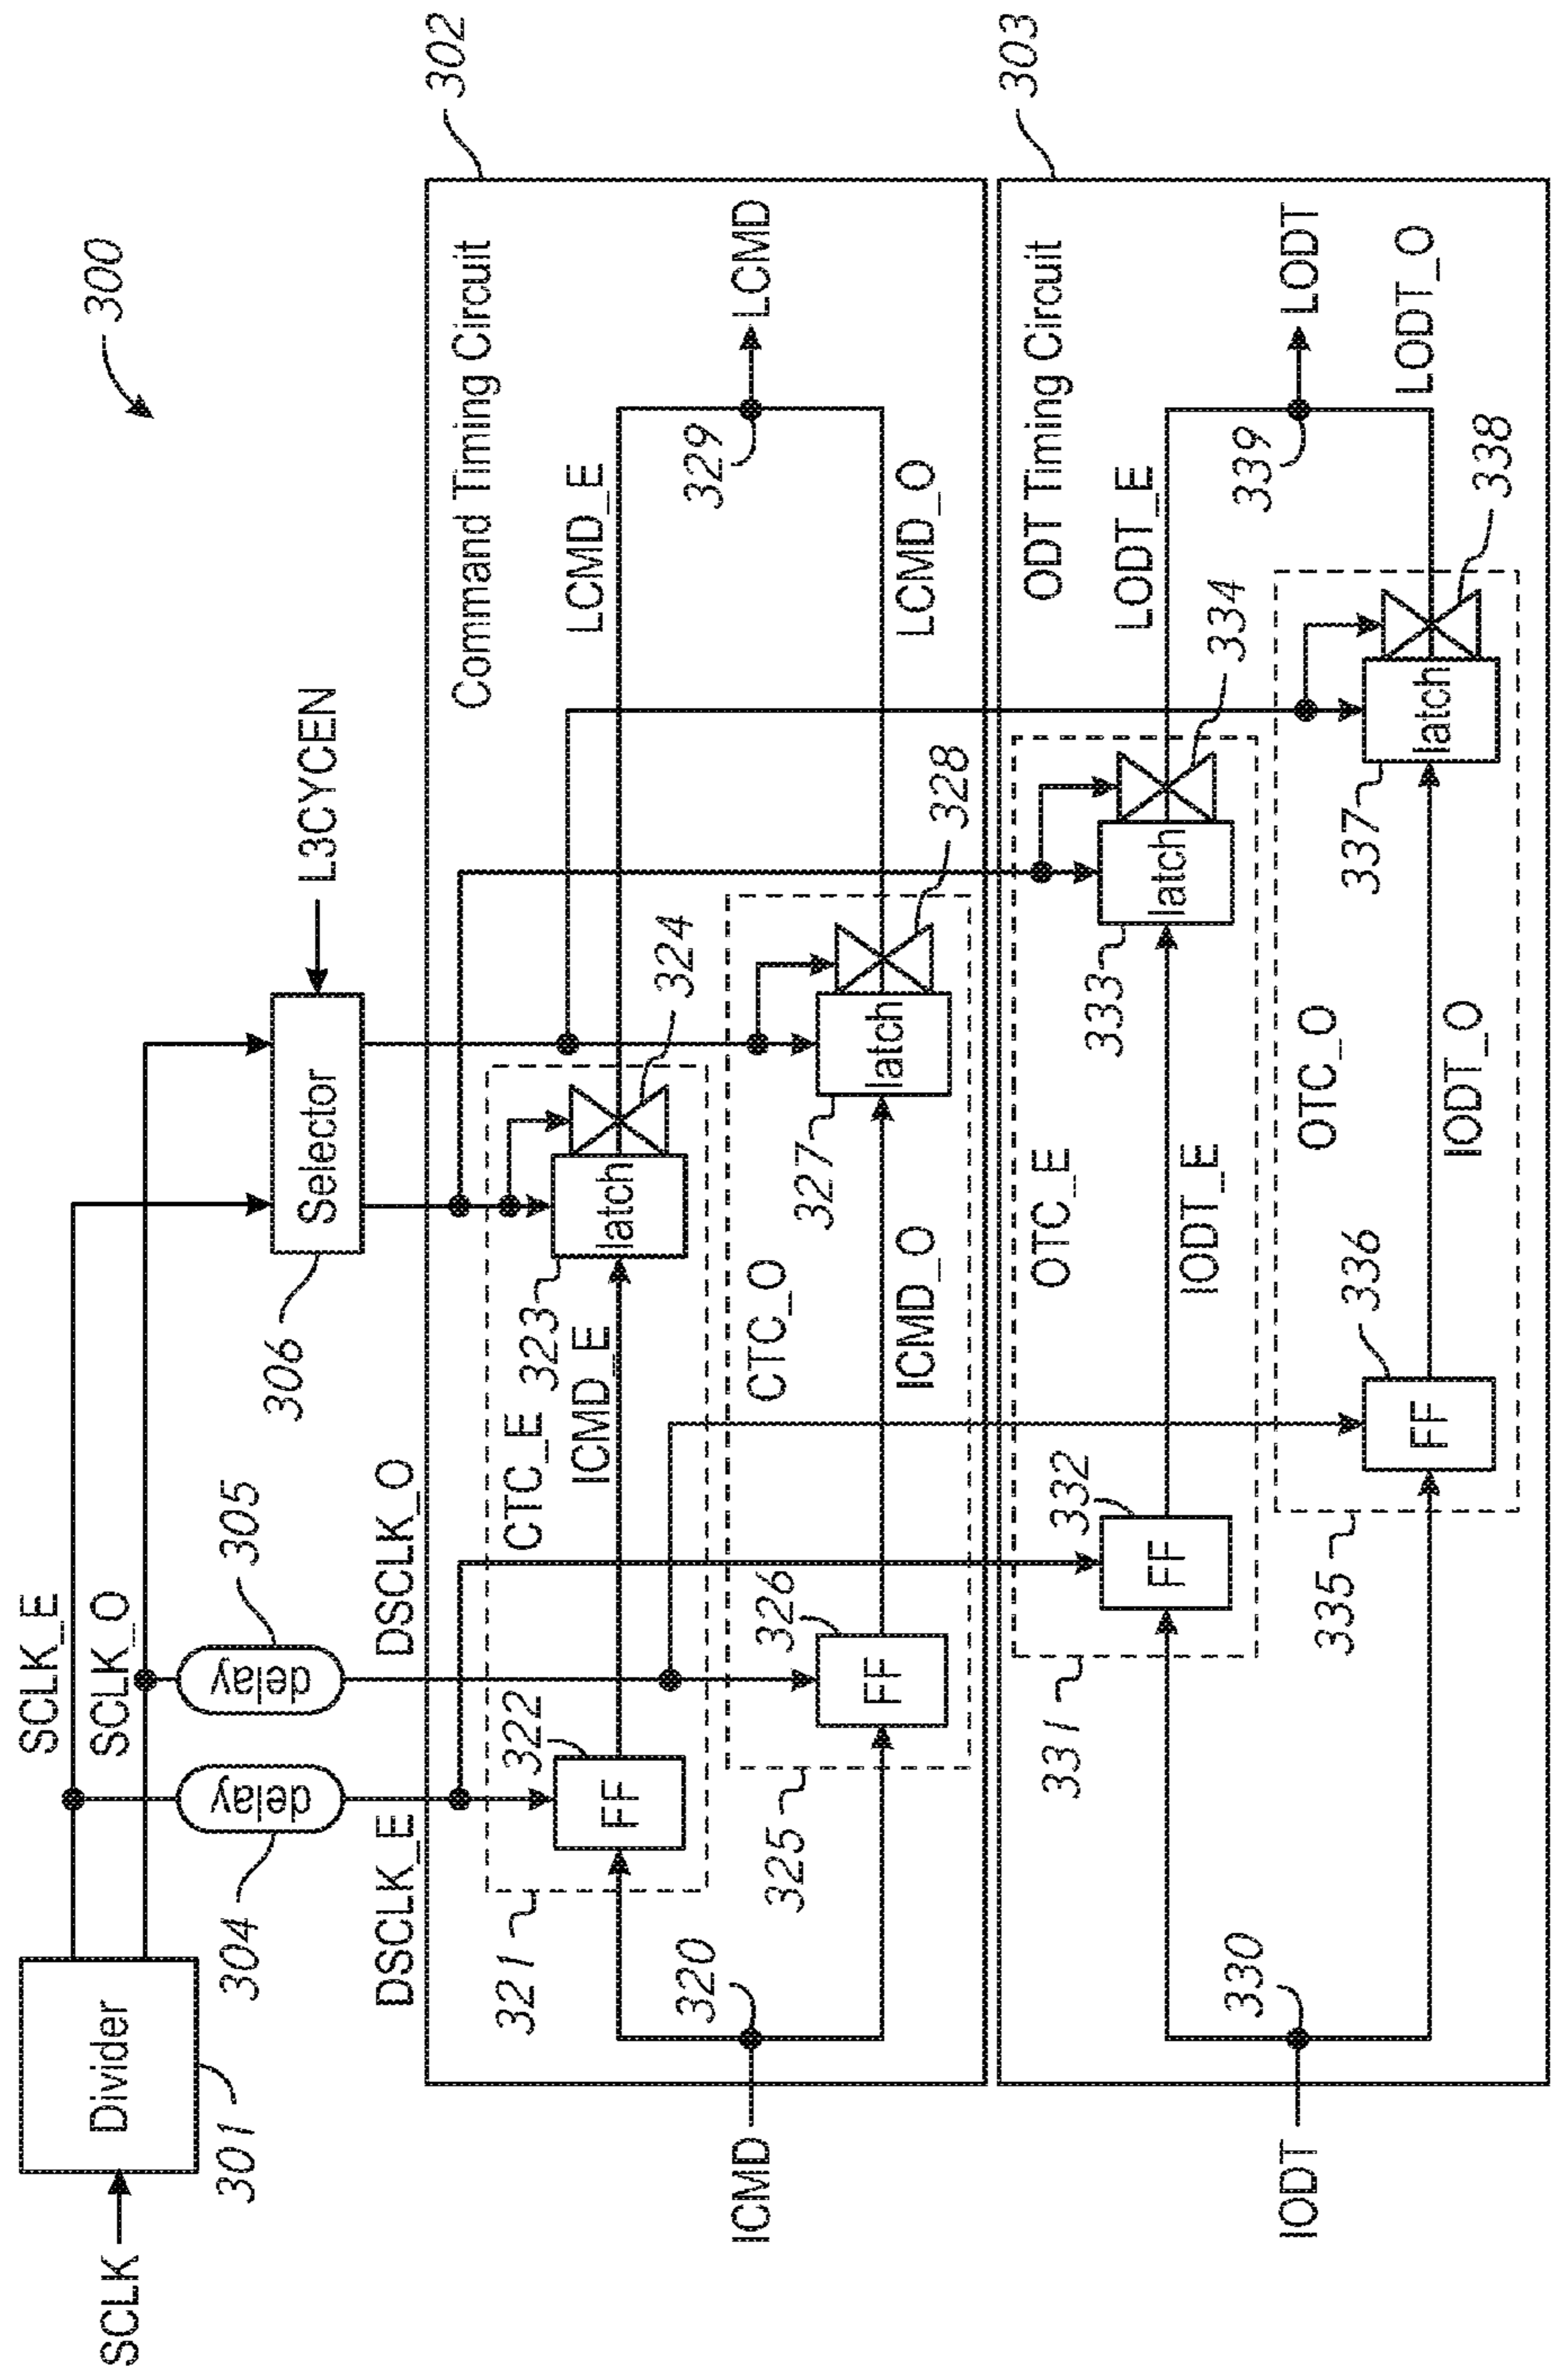 300
SCLK
Divider
301
SCLK_E
SCLK_O
304
delay
305
delay
306
Selector
L3CYCEN
DSCLK_E
DSCLK_O
302
Command Timing Circuit
321
322
FF
CTC_E
323
ICMD_E
latch
324
LCMD_E
ICMD
320
329
LCMD
325
326
FF
CTC_O
327
ICMD_O
latch
328
LCMD_O
303
ODT Timing Circuit
331
332
FF
OTC_E
IODT_E
333
latch
334
LODT_E
IODT
330
339
LODT
335
336
FF
OTC_O
IODT_O
337
latch
338
LODT_O